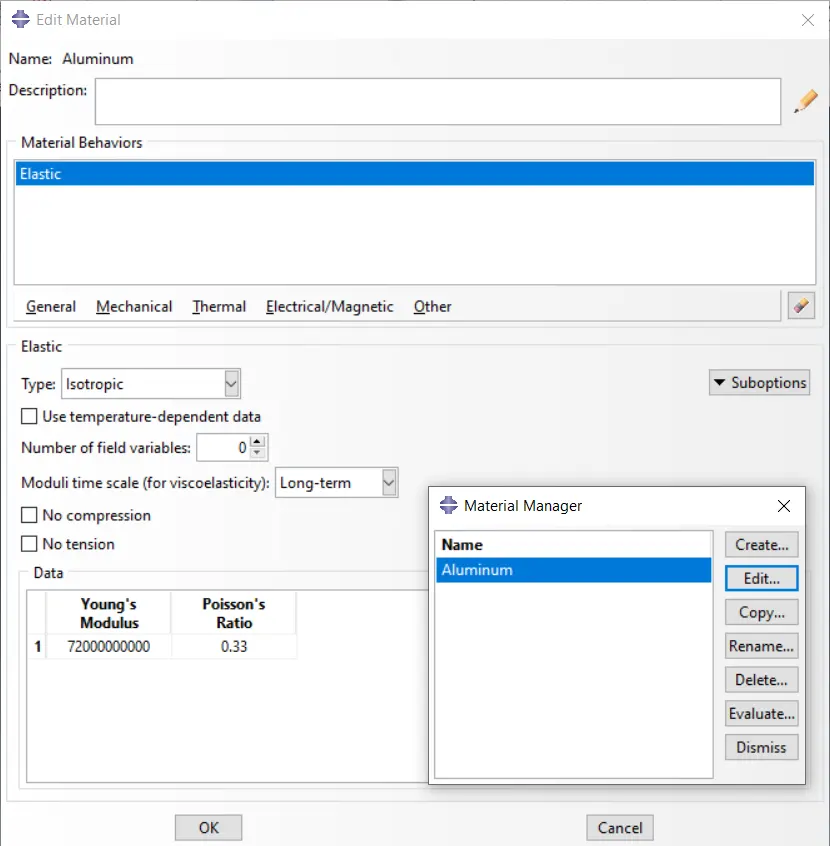 Edit Material
Name: Aluminum
Description:
Material Behaviors
Elastic
General Mechanical Thermal Electrical/Magnetic Other
Elastic
Type: Isotropic
Suboptions
Use temperature-dependent data
Number of field variables: 0
Moduli time scale (for viscoelasticity): Long-term
No compression
No tension
Data
Young's Modulus
Poisson's Ratio
1 72000000000 0.33
OK
Cancel
Material Manager
Name
Aluminum
Create...
Edit...
Copy...
Rename...
Delete...
Evaluate...
Dismiss